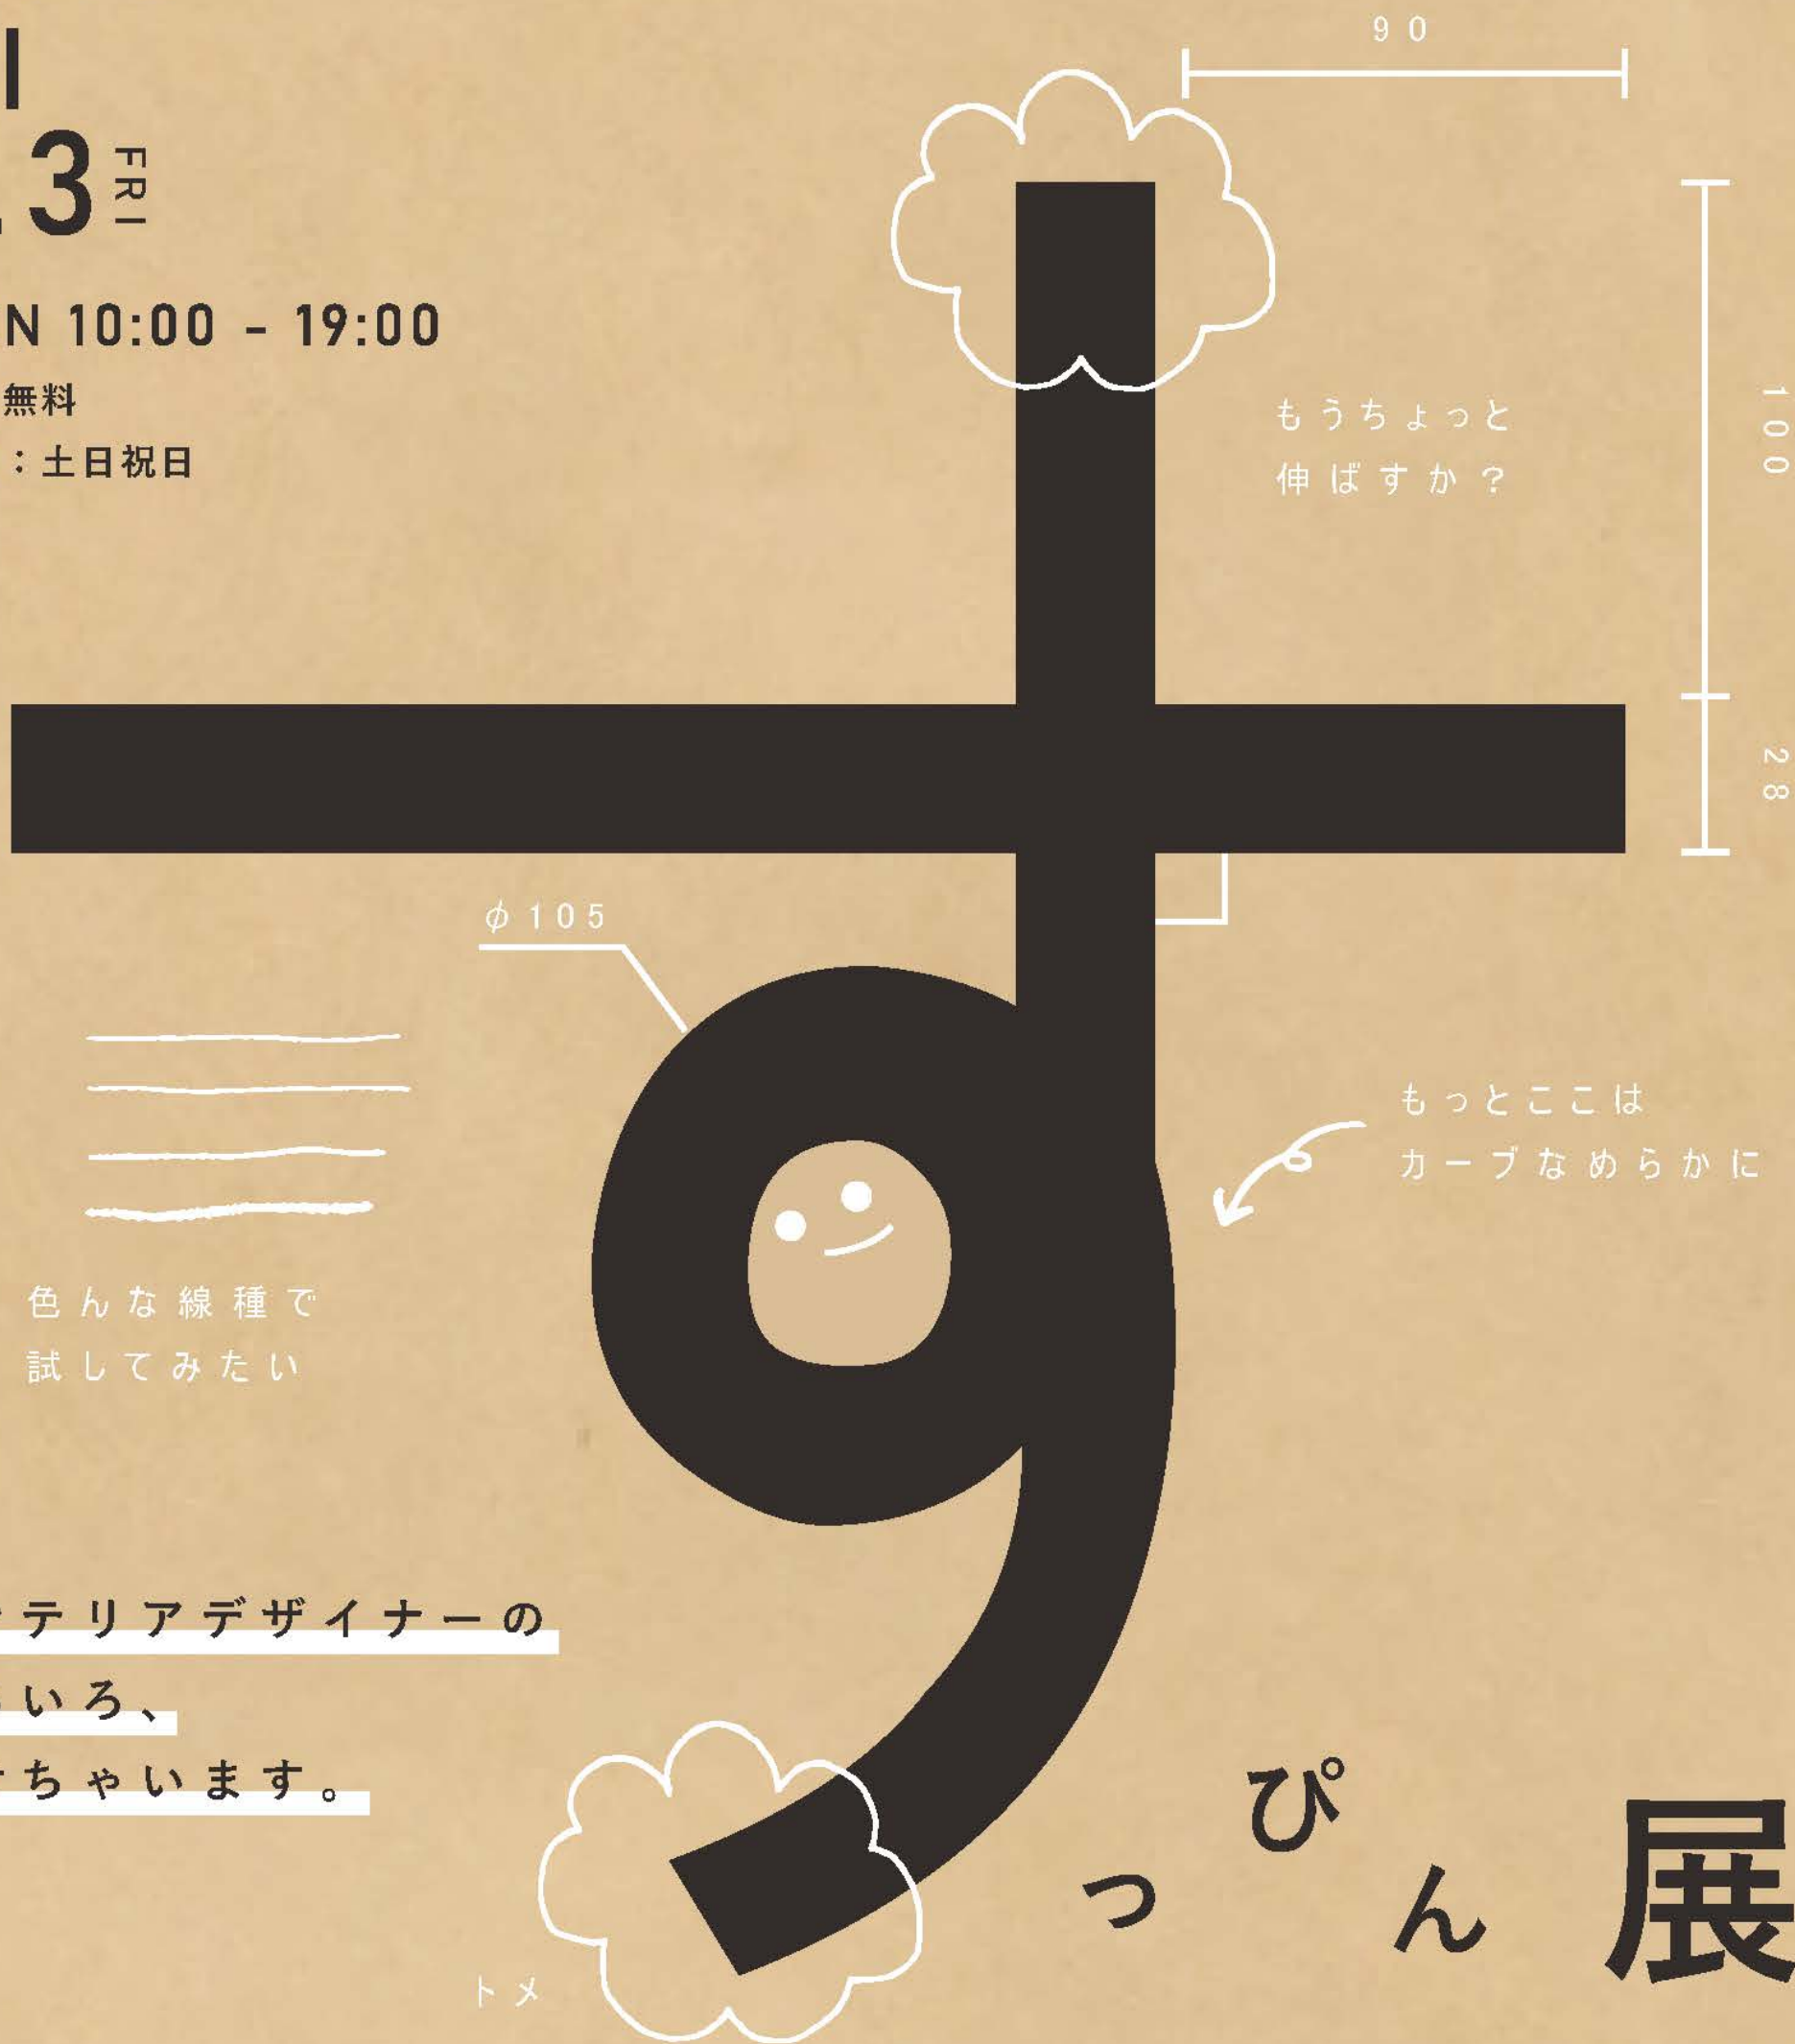 3 FRI
N 10:00 - 19:00
無料
：土日祝日
90
もうちょっと
伸ばすか？
100
28
す
φ105
もっとここは
カーブなめらかに
色んな線種で
試してみたい
テリアデザイナーの
いろ、
ちゃいます。
トメ
っぴん展